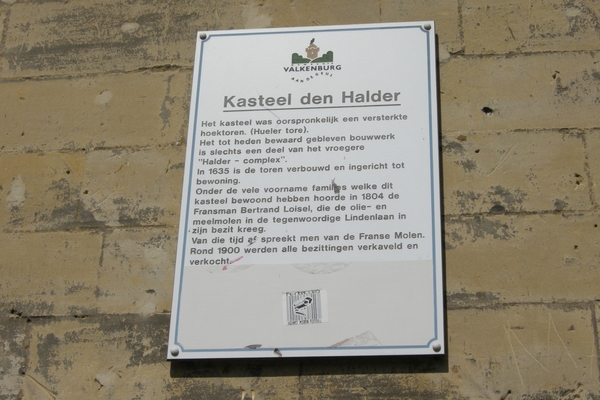 VALKENBURG
AAN DE GEUL
Kasteel den Halder
Het kasteel was oorspronkelijk een versterkte
hoektoren. (Hueler tore).
Het tot heden bewaard gebleven bouwwerk
is slechts een deel van het vroegere
"Halder - complex".
In 1635 is de toren verbouwd en ingericht tot
bewoning.
Onder de vele voorname families welke dit
kasteel bewoond hebben hoorde in 1804 de
Fransman Bertrand Loisel, die de olie- en
meelmolen in de tegenwoordige Lindenlaan in
zijn bezit kreeg.
Van die tijd af spreekt men van de Franse Molen.
Rond 1900 werden alle bezittingen verkaveld en
verkocht.